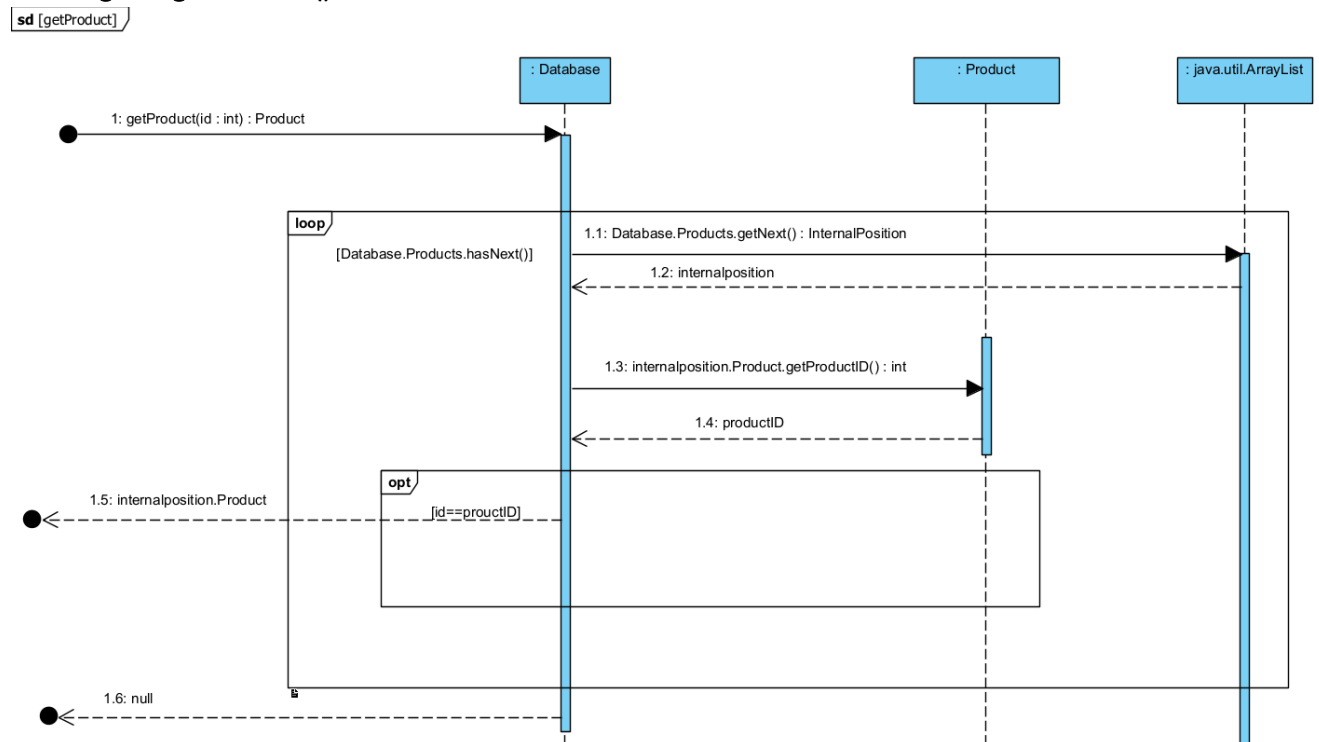 sd [getProduct]
: Database
: Product
: java.util.ArrayList
1: getProduct(id : int) : Product
loop
[Database.Products.hasNext()]
1.1: Database.Products.getNext() : InternalPosition
1.2: internalposition
1.3: internalposition.Product.getProductID() : int
1.4: productID
opt
[id==prouctID]
1.5: internalposition.Product
1.6: null